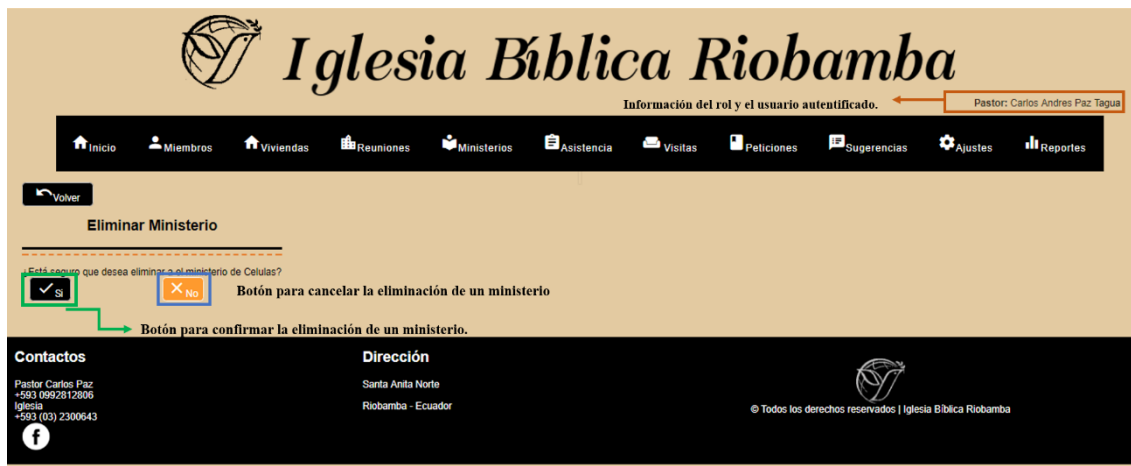 Iglesia Bíblica Riobamba
Información del rol y el usuario autentificado.
Pastor: Carlos Andres Paz Tagua
Inicio Miembros Viviendas Reuniones Ministerios Asistencia Visitas Peticiones Sugerencias Ajustes Reportes
Volver
Eliminar Ministerio
¿Está seguro que desea eliminar a el ministerio de Celulas?
Si No Botón para cancelar la eliminación de un ministerio
Botón para confirmar la eliminación de un ministerio.
Contactos
Pastor Carlos Paz
+593 0992812806
Iglesia
+593 (03) 2300643
Dirección
Santa Anita Norte
Riobamba - Ecuador
© Todos los derechos reservados | Iglesia Bíblica Riobamba